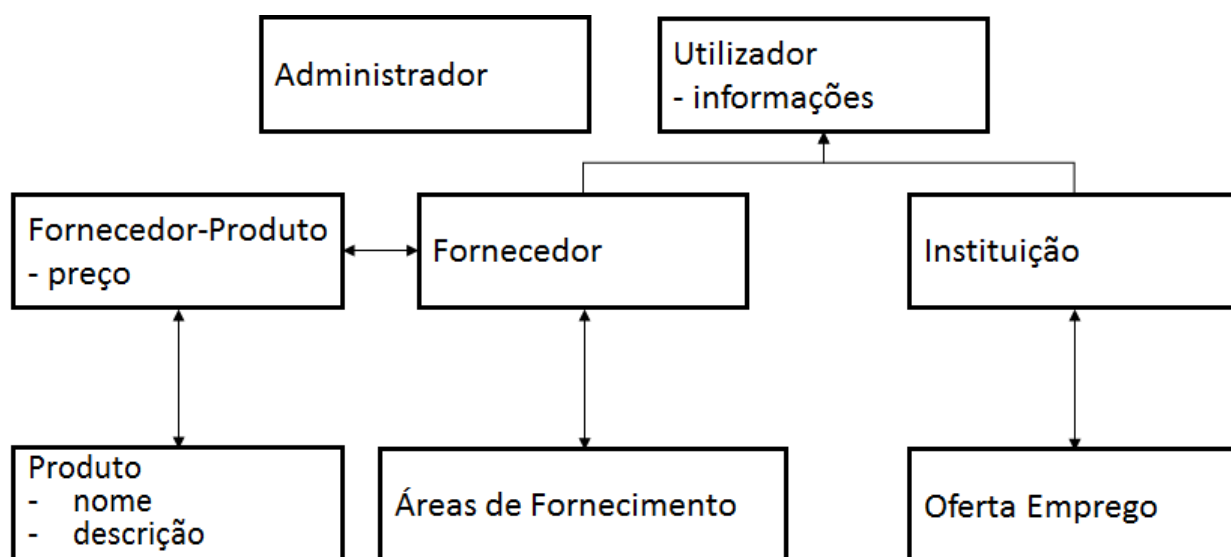 Administrador
Utilizador
- informações
Fornecedor-Produto
- preço
Fornecedor
Instituição
Produto
- nome
- descrição
Áreas de Fornecimento
Oferta Emprego